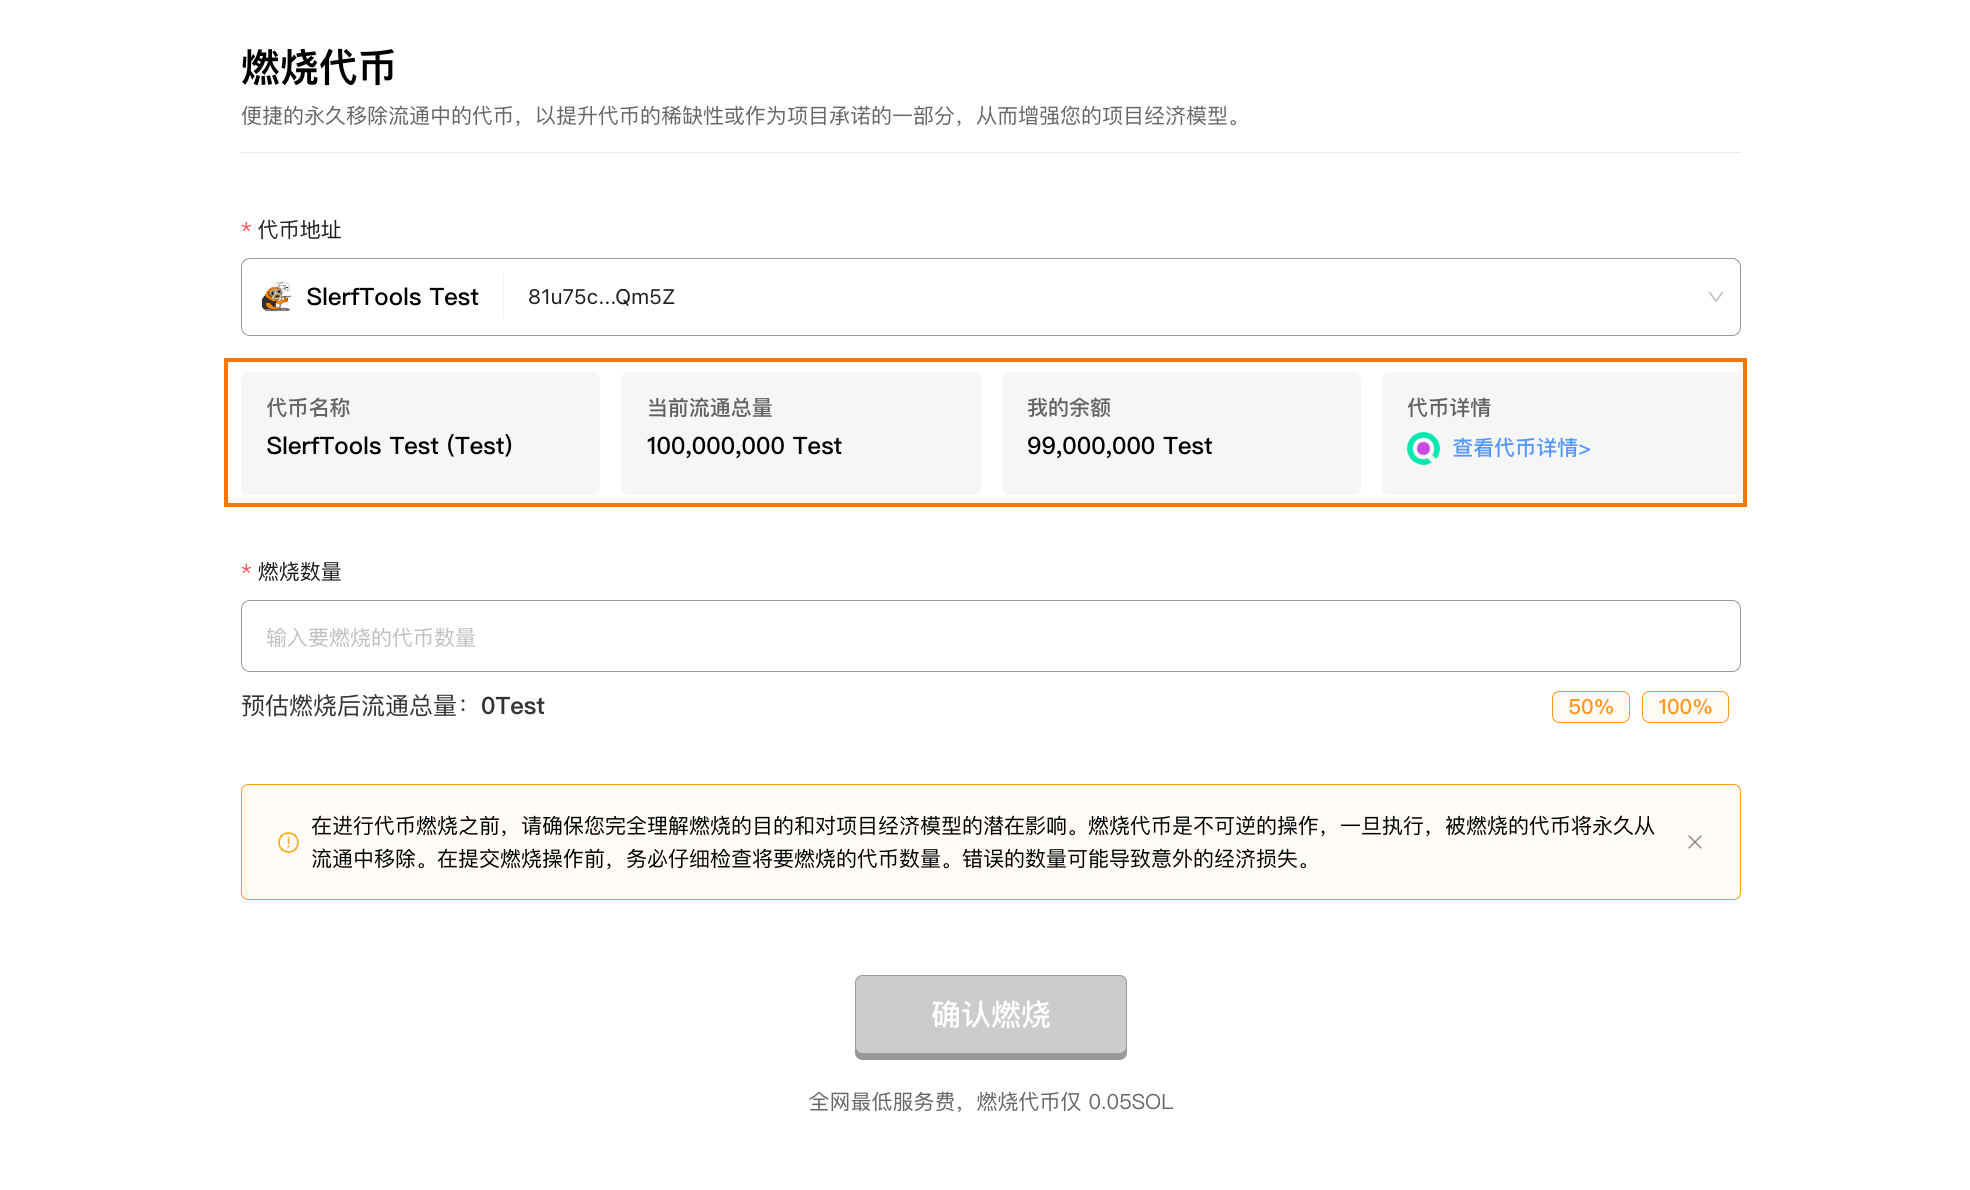 燃烧代币
便捷的永久移除流通中的代币，以提升代币的稀缺性或作为项目承诺的一部分，从而增强您的项目经济模型。
* 代币地址
SlerfTools Test 81u75c...Qm5Z
代币名称
SlerfTools Test (Test)
当前流通总量
100,000,000 Test
我的余额
99,000,000 Test
代币详情
查看代币详情>
* 燃烧数量
输入要燃烧的代币数量
预估燃烧后流通总量：0Test
50% 100%
在进行代币燃烧之前，请确保您完全理解燃烧的目的和对项目经济模型的潜在影响。燃烧代币是不可逆的操作，一旦执行，被燃烧的代币将永久从
流通中移除。在提交燃烧操作前，务必仔细检查将要燃烧的代币数量。错误的数量可能导致意外的经济损失。
确认燃烧
全网最低服务费，燃烧代币仅 0.05SOL